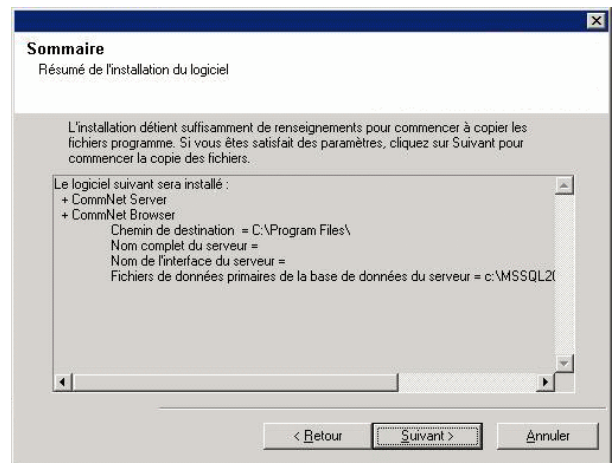 Sommaire
Résumé de l'installation du logiciel
L'installation détient suffisamment de renseignements pour commencer à copier les
fichiers programme. Si vous êtes satisfait des paramètres, cliquez sur Suivant pour
commencer la copie des fichiers.
Le logiciel suivant sera installé :
+ CommNet Server
+ CommNet Browser
Chemin de destination = C:\Program Files\
Nom complet du serveur =
Nom de l'interface du serveur =
Fichiers de données primaires de la base de données du serveur = c:\MSSQL20
< Retour
Suivant >
Annuler